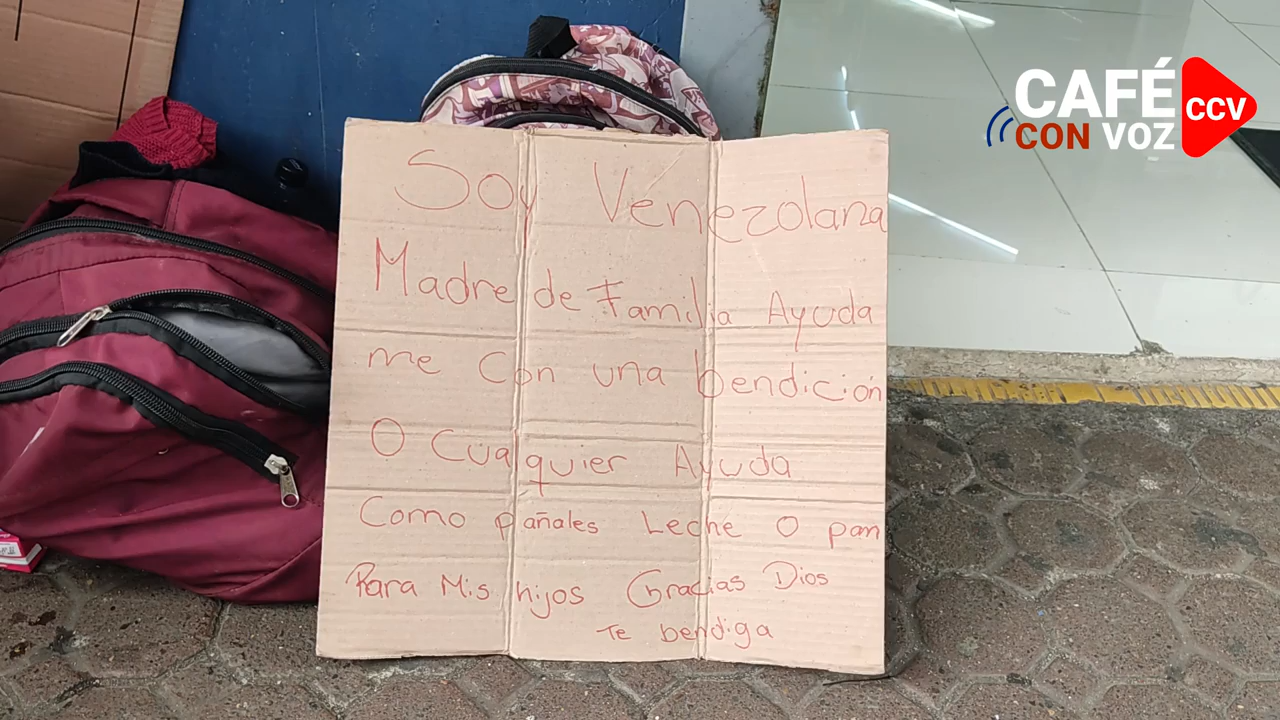 Soy Venezolana
Madre de Familia Ayuda
me Con una bendición
O Cualquier Ayuda
Como pañales Leche O pan
Para Mis hijos Gracias Dios
Te bendiga
CAFÉ
CON VOZ
CCV